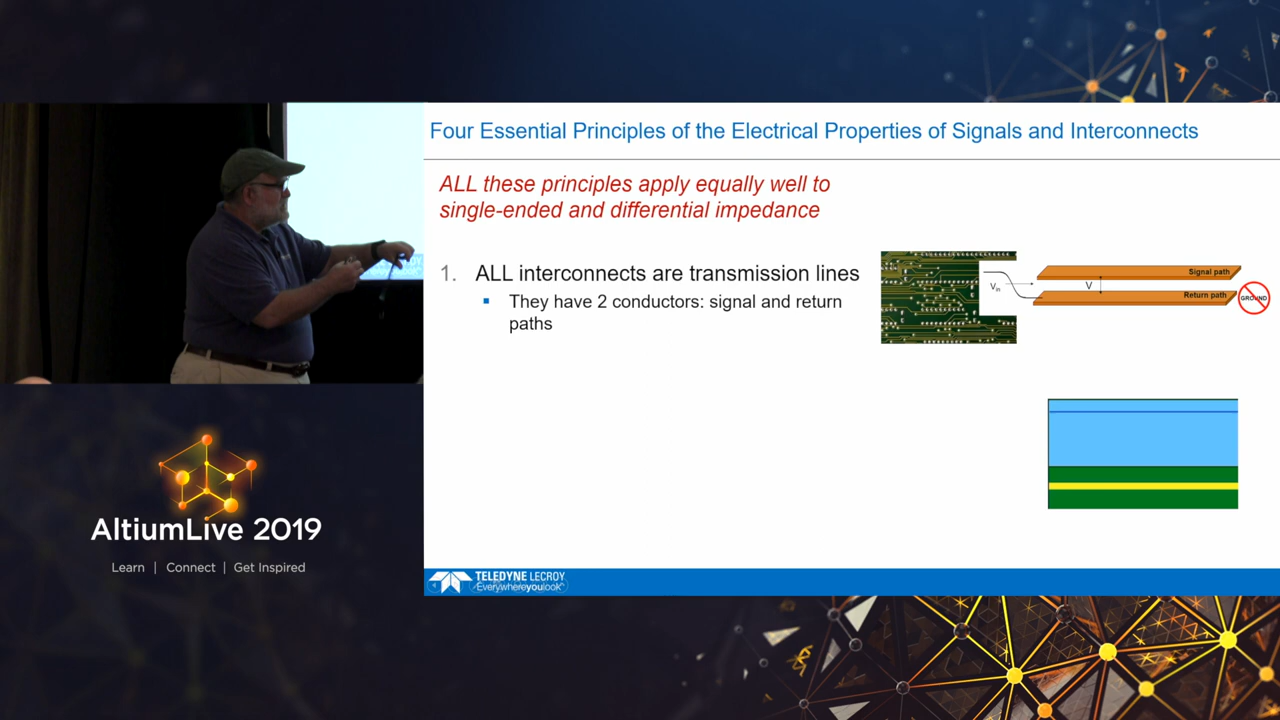 Four Essential Principles of the Electrical Properties of Signals and Interconnects
ALL these principles apply equally well to
single-ended and differential impedance
1. ALL interconnects are transmission lines
▪ They have 2 conductors: signal and return
paths
Vin
V
Signal path
Return path
GROUND
AltiumLive 2019
Learn | Connect | Get Inspired
TELEDYNE LECROY
Everywhereyoulook